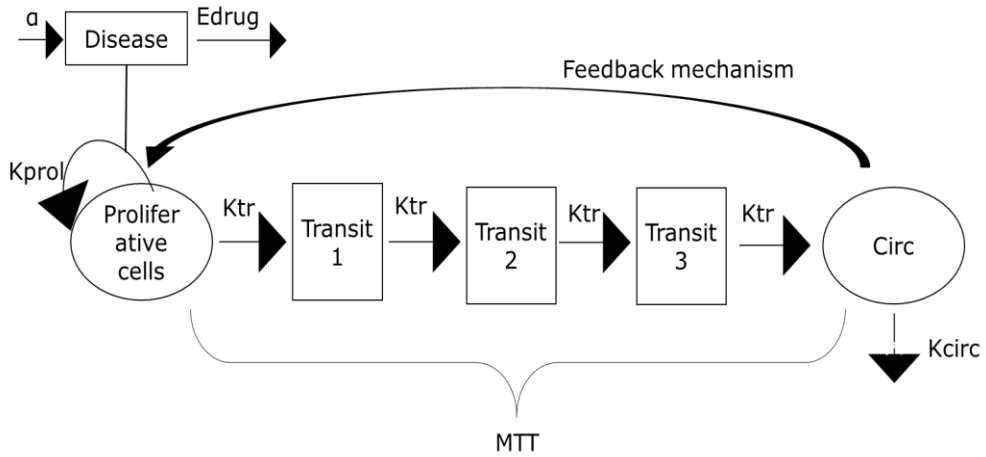 α
Disease
Edrug
Feedback mechanism
Kprol
Prolifer
ative
cells
Ktr
Transit
1
Ktr
Transit
2
Ktr
Transit
3
Ktr
Circ
Kcirc
MTT